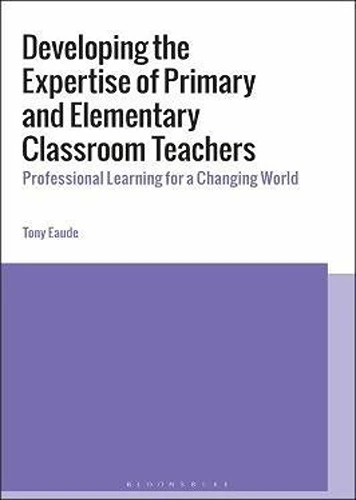 Developing the
Expertise of Primary
and Elementary
Classroom Teachers
Professional Learning for a Changing World
Tony Eaude
BLOOMSBURY